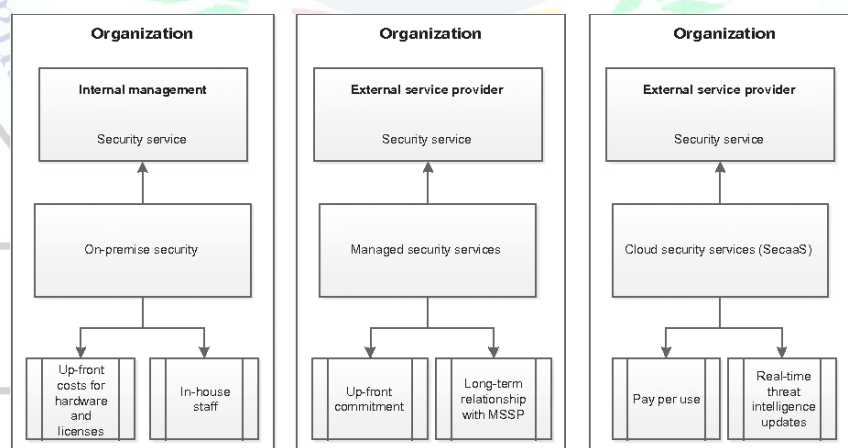 Organization
Internal management
Security service
On-premise security
Up-front
costs for
hardware
and
licenses
In-house
staff
Organization
External service provider
Security service
Managed security services
Up-front
commitment
Long-term
relationship
with MSSP
Organization
External service provider
Security service
Cloud security services (SecaaS)
Pay per use
Real-time
threat
intelligence
updates